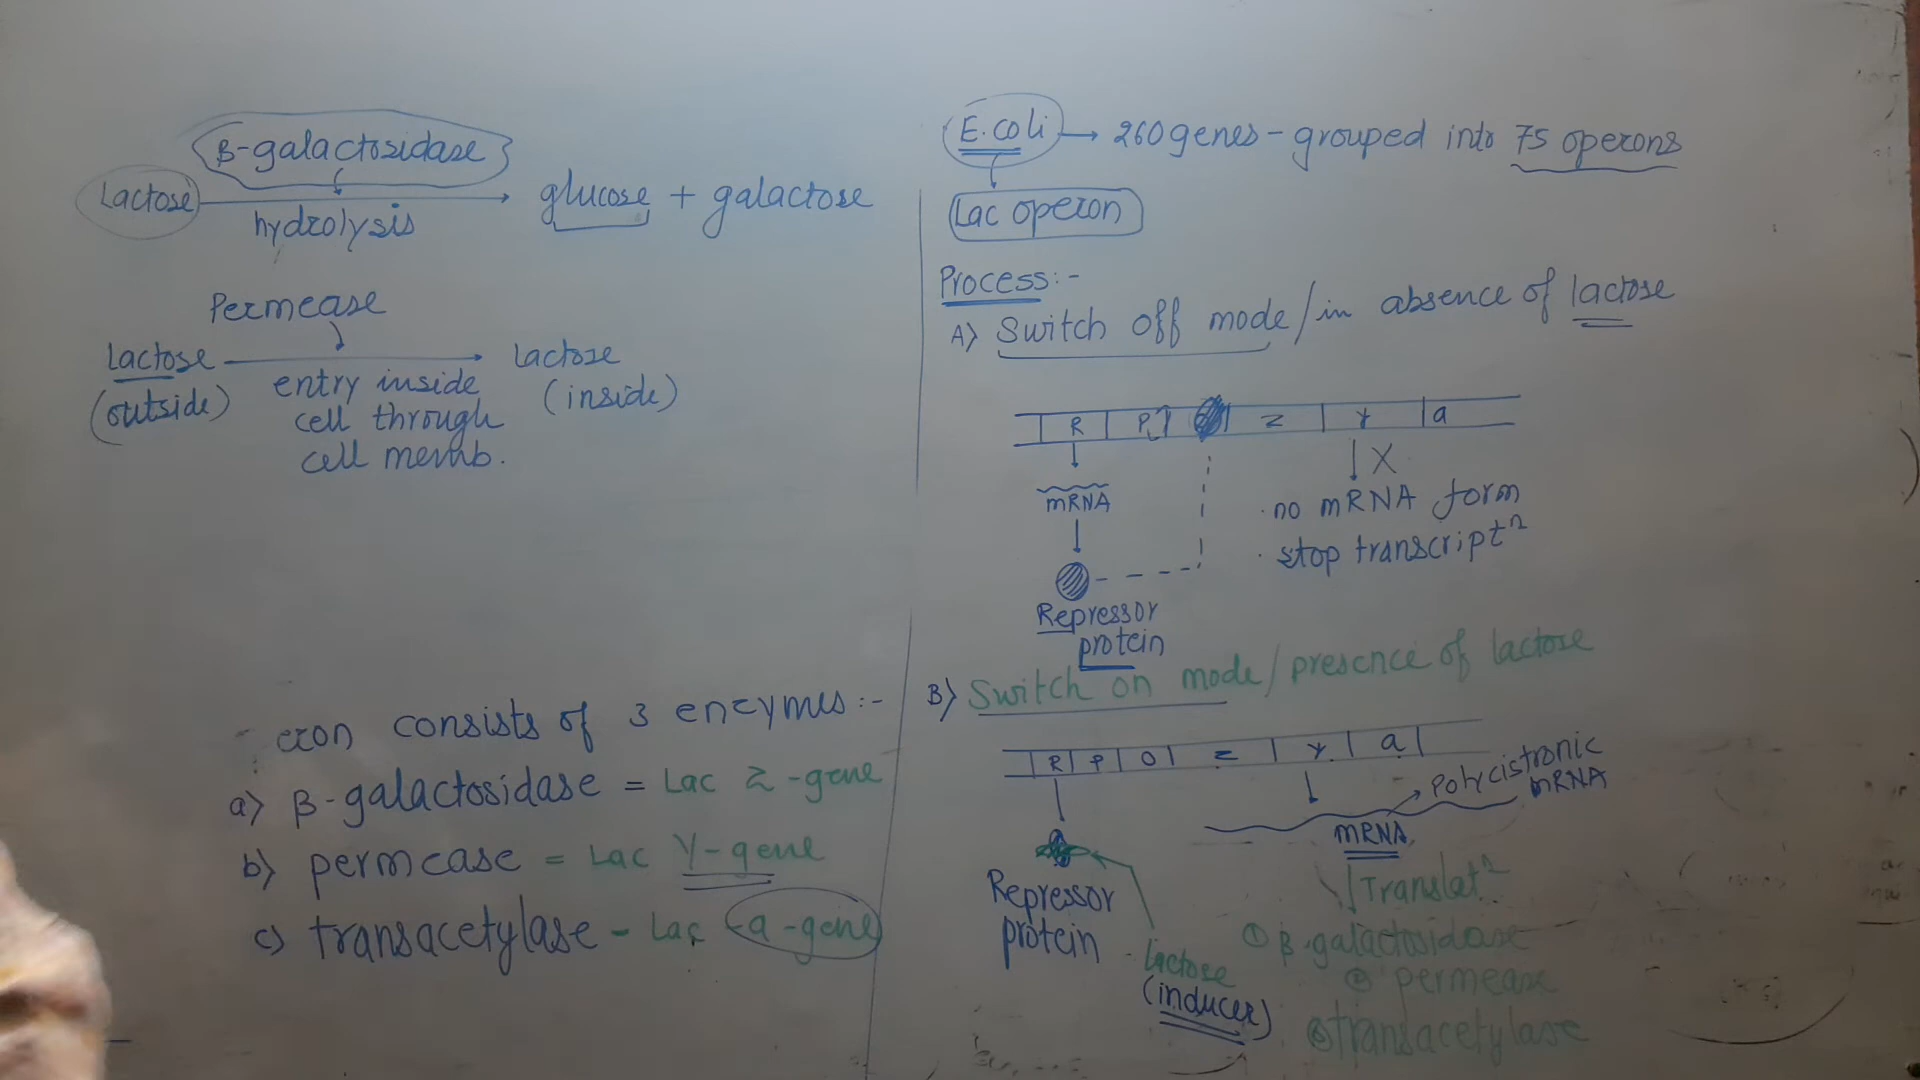 β-galactosidase
Lactose
hydrolysis
glucose + galactose
Permease
Lactose
Lactose
(outside)
entry inside
(inside)
cell through
cell memb.
eron consists of 3 enzymes:-
a) β-galactosidase = Lac Z-gene
b) permease = Lac Y-gene
c) transacetylase - Lac -a-gene
E.coli → 260 genes - grouped into 75 operons
Lac operon
Process:-
A) Switch off mode/in absence of lactose
R P z y a
X
mRNA
· no mRNA form
· stop transcriptⁿ
Repressor
protein
B) Switch on mode/presence of lactose
R P O z y a
Polycistronic
mRNA
mRNA
Translatⁿ
Repressor
protein
- lactose
(inducer)
① β-galactosidase
② permease
③ transacetylase